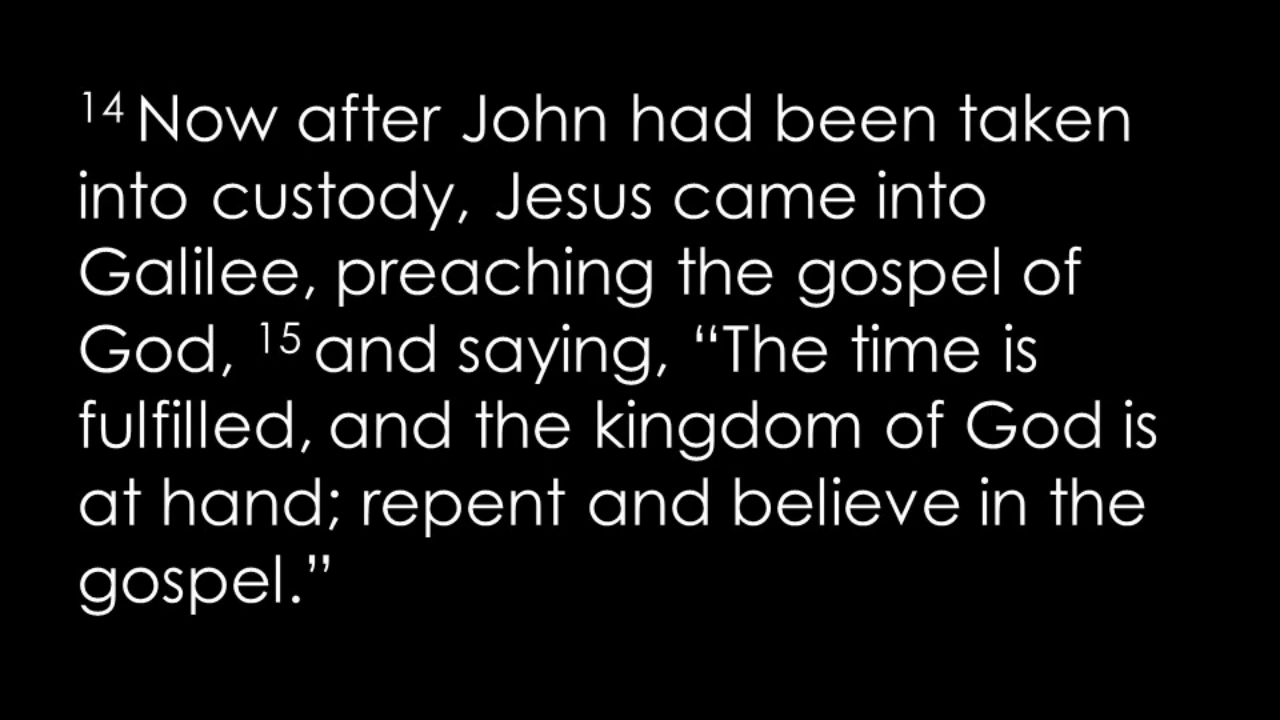 14 Now after John had been taken
into custody, Jesus came into
Galilee, preaching the gospel of
God, 15 and saying, “The time is
fulfilled, and the kingdom of God is
at hand; repent and believe in the
gospel.”